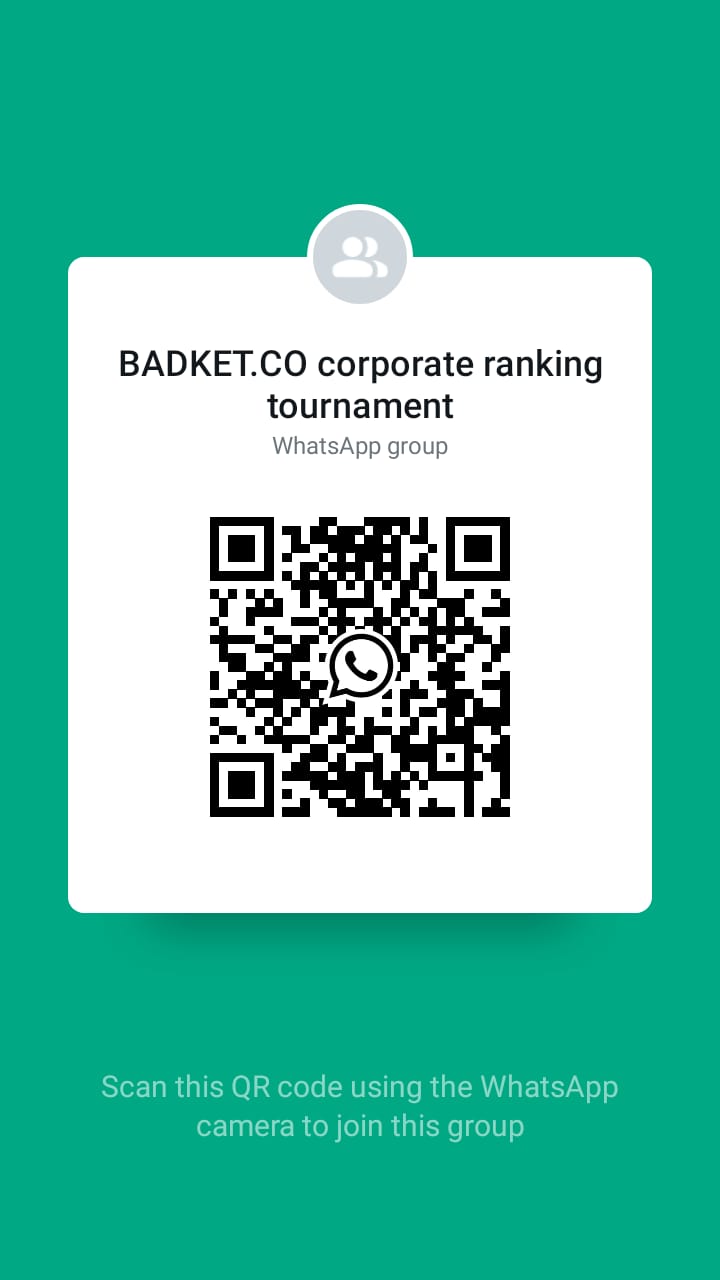 BADKET.CO corporate ranking
tournament
WhatsApp group
Scan this QR code using the WhatsApp
camera to join this group